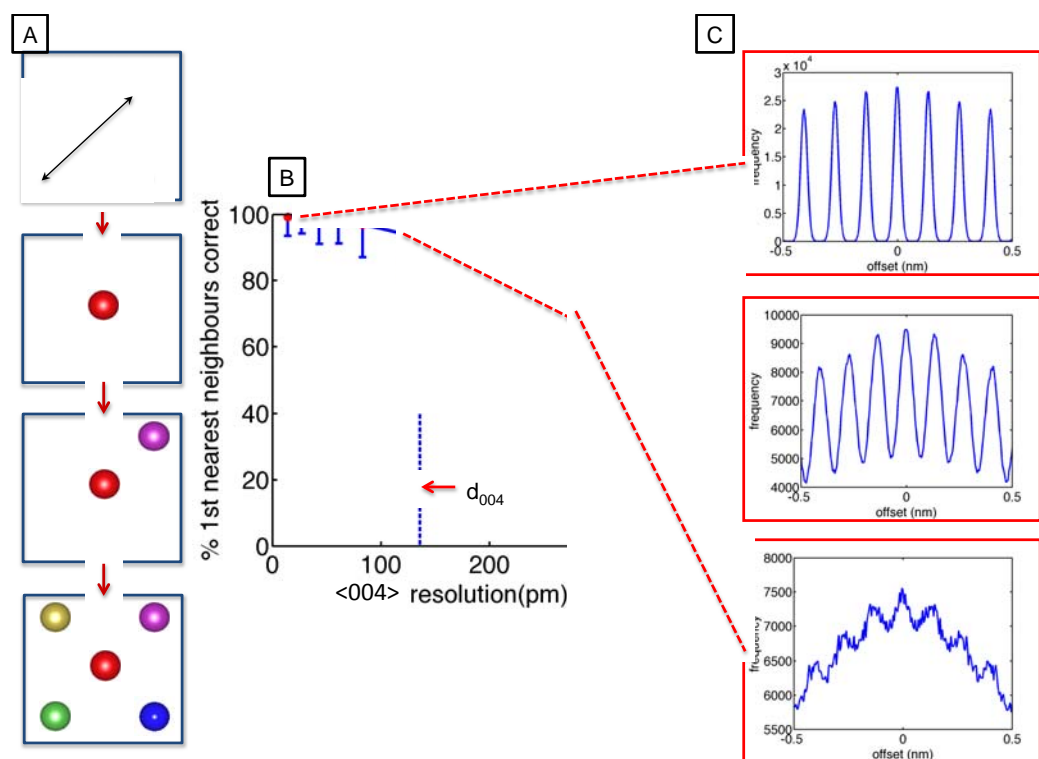 A
B
% 1st nearest neighbours correct
100
80
60
40
20
0
0
100
200
d004
<004> resolution(pm)
C
x 10^4
3
2.5
2
1.5
1
0.5
0
frequency
-0.5
0
0.5
offset (nm)
10000
9000
8000
7000
6000
5000
4000
frequency
-0.5
0
0.5
offset (nm)
8000
7500
7000
6500
6000
5500
frequency
-0.5
0
0.5
offset (nm)